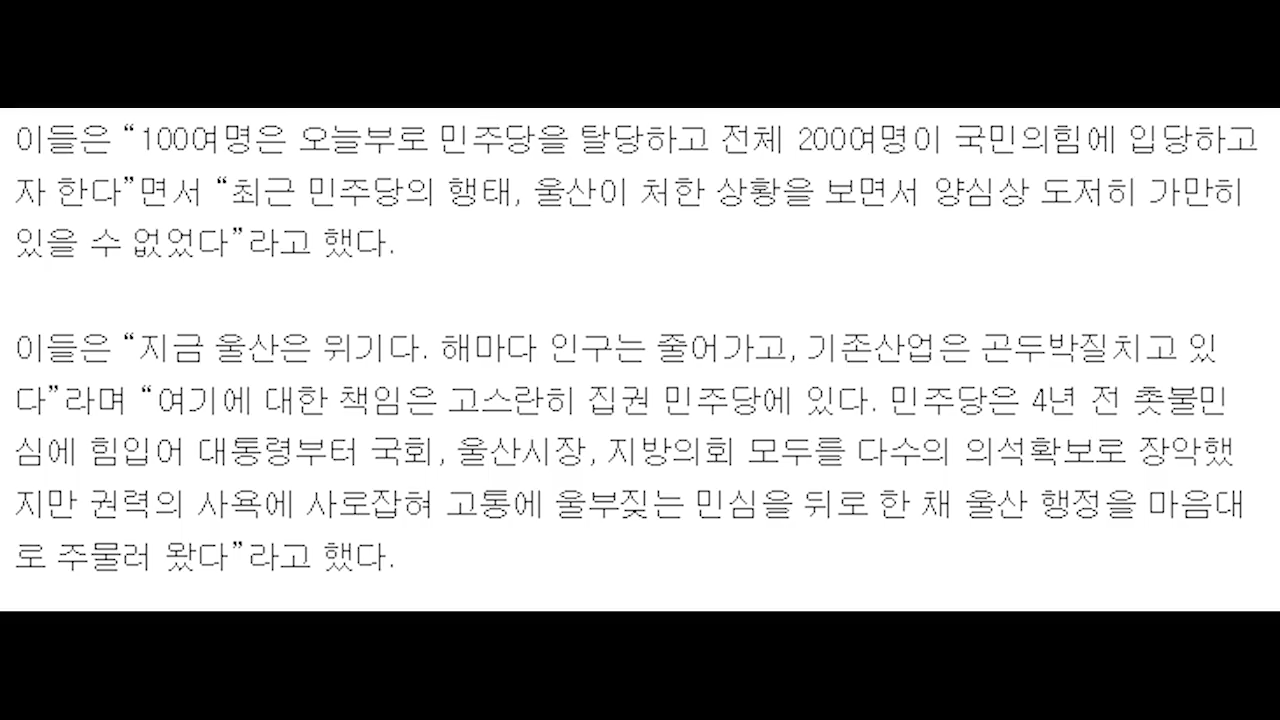 이들은 “100여명은 오늘부로 민주당을 탈당하고 전체 200여명이 국민의힘에 입당하고
자 한다”면서 “최근 민주당의 행태, 울산이 처한 상황을 보면서 양심상 도저히 가만히
있을 수 없었다”라고 했다.
이들은 “지금 울산은 위기다. 해마다 인구는 줄어가고, 기존산업은 곤두박질치고 있
다”라며 “여기에 대한 책임은 고스란히 집권 민주당에 있다. 민주당은 4년 전 촛불민
심에 힘입어 대통령부터 국회, 울산시장, 지방의회 모두를 다수의 의석확보로 장악했
지만 권력의 사욕에 사로잡혀 고통에 울부짖는 민심을 뒤로 한 채 울산 행정을 마음대
로 주물러 왔다”라고 했다.